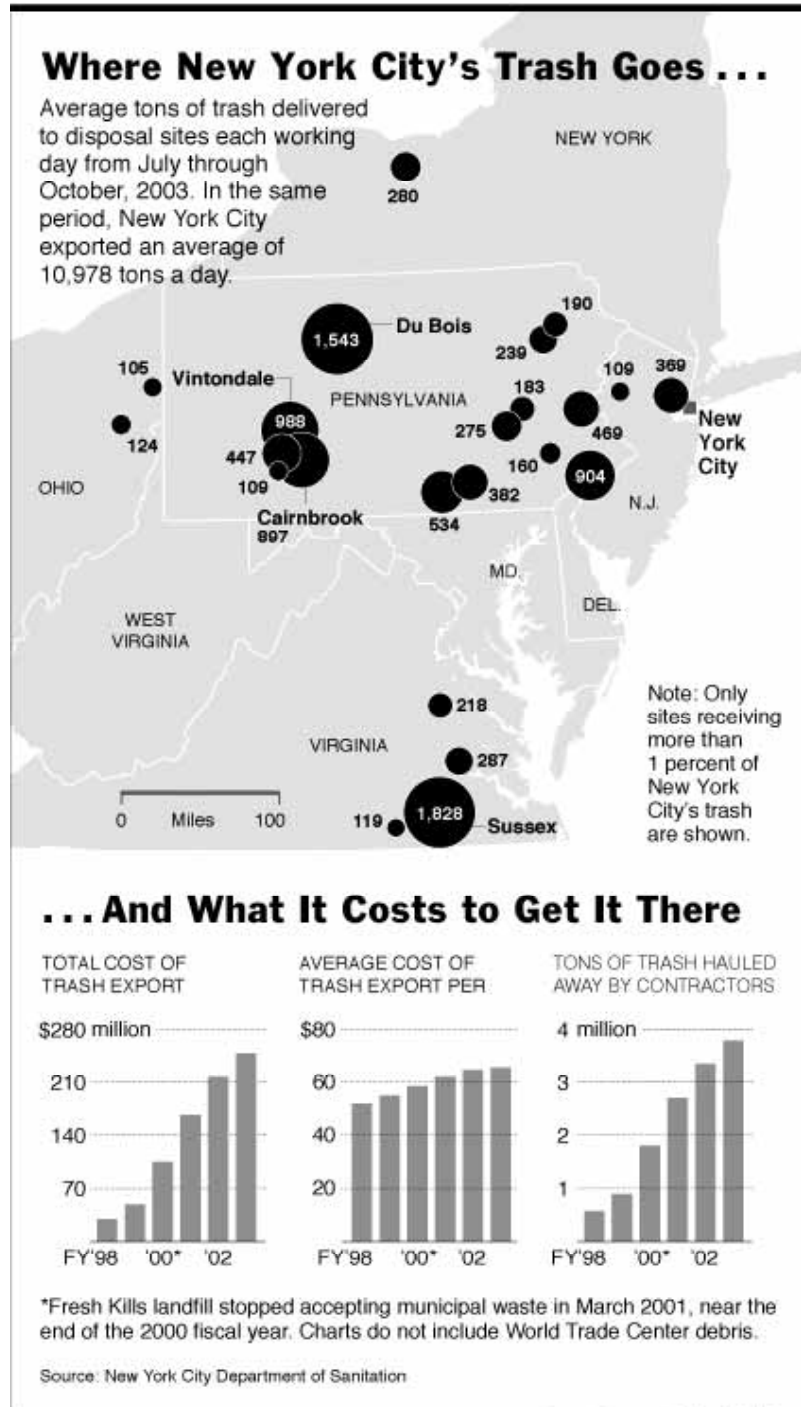 Where New York City's Trash Goes . . .
Average tons of trash delivered
to disposal sites each working
day from July through
October, 2003. In the same
period, New York City
exported an average of
10,978 tons a day.
NEW YORK
280
190
1,543
Du Bois
239
105
Vintondale
PENNSYLVANIA
183
109
369
988
275
469
New
York
City
124
447
160
904
OHIO
109
382
Cairnbrook
897
534
N.J.
MD.
DEL.
WEST
VIRGINIA
218
Note: Only
sites receiving
more than
1 percent of
New York
City's trash
are shown.
VIRGINIA
287
0 Miles 100
119
1,828
Sussex
. . . And What It Costs to Get It There
TOTAL COST OF
TRASH EXPORT
$280 million
210
140
70
FY'98 '00* '02
AVERAGE COST OF
TRASH EXPORT PER
$80
60
40
20
FY'98 '00* '02
TONS OF TRASH HAULED
AWAY BY CONTRACTORS
4 million
3
2
1
FY'98 '00* '02
*Fresh Kills landfill stopped accepting municipal waste in March 2001, near the
end of the 2000 fiscal year. Charts do not include World Trade Center debris.
Source: New York City Department of Sanitation